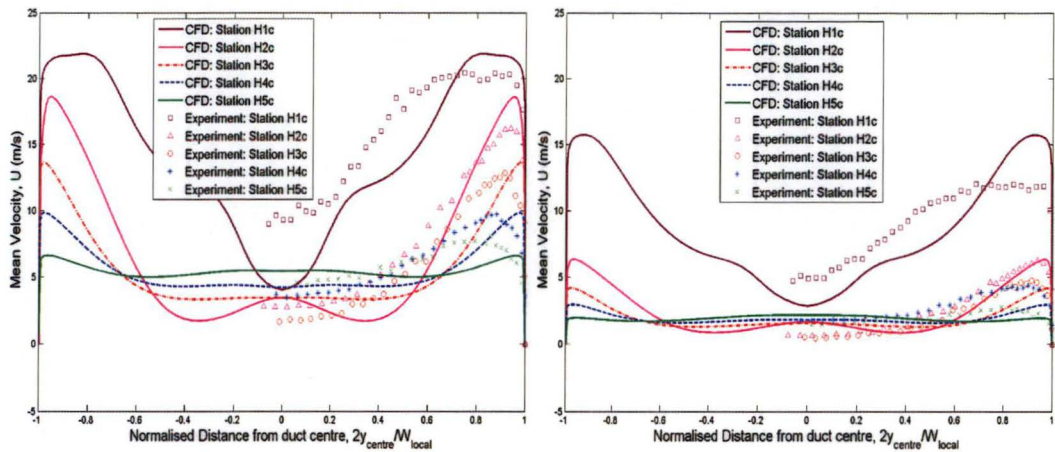 CFD: Station H1c
CFD: Station H2c
CFD: Station H3c
CFD: Station H4c
CFD: Station H5c
Experiment: Station H1c
Experiment: Station H2c
Experiment: Station H3c
Experiment: Station H4c
Experiment: Station H5c
25
20
15
10
5
0
-5
Mean Velocity, U (m/s)
-1 -0.8 -0.6 -0.4 -0.2 0 0.2 0.4 0.6 0.8 1
Normalised Distance from duct centre, 2y_centre/W_local
CFD: Station H1c
CFD: Station H2c
CFD: Station H3c
CFD: Station H4c
CFD: Station H5c
Experiment: Station H1c
Experiment: Station H2c
Experiment: Station H3c
Experiment: Station H4c
Experiment: Station H5c
25
20
15
10
5
0
-5
Mean Velocity, U (m/s)
-1 -0.8 -0.6 -0.4 -0.2 0 0.2 0.4 0.6 0.8 1
Normalised Distance from duct centre, 2y_centre/W_local